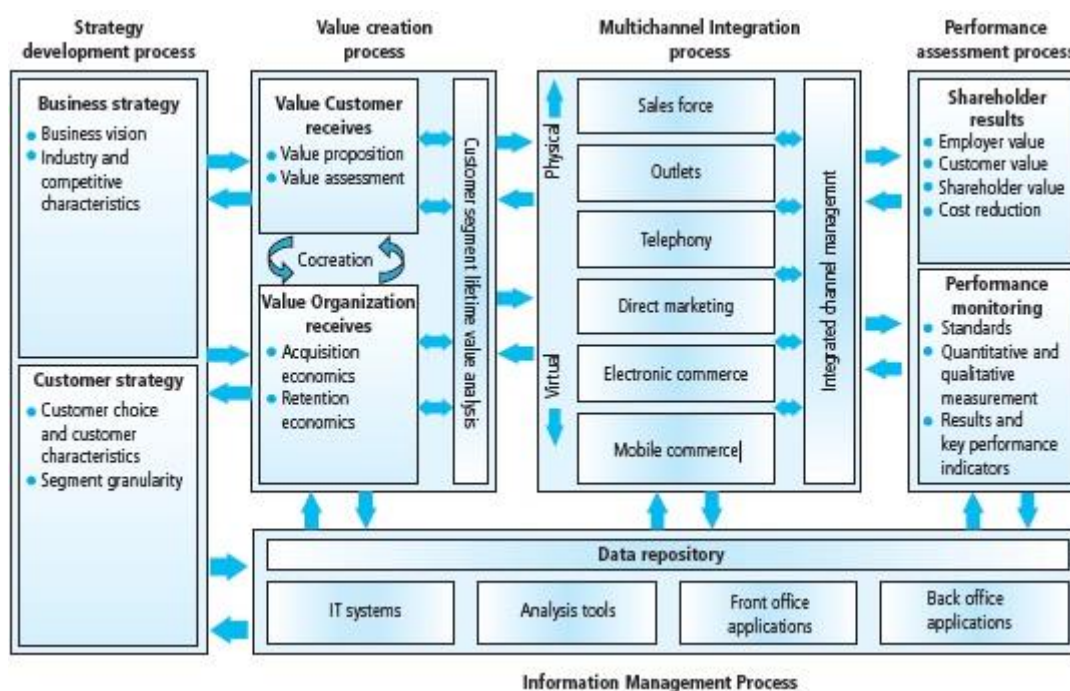 Strategy
development process
Value creation
process
Multichannel Integration
process
Performance
assessment process
Business strategy
Business vision
Industry and
competitive
characteristics
Customer strategy
Customer choice
and customer
characteristics
Segment granularity
Value Customer
receives
Value proposition
Value assessment
Cocreation
Value Organization
receives
Acquisition
economics
Retention
economics
Customer segment lifetime value analysis
Physical
Virtual
Sales force
Outlets
Telephony
Direct marketing
Electronic commerce
Mobile commerce
Integrated channel management
Shareholder
results
Employer value
Customer value
Shareholder value
Cost reduction
Performance
monitoring
Standards
Quantitative and
qualitative
measurement
Results and
key performance
indicators
Data repository
IT systems
Analysis tools
Front office
applications
Back office
applications
Information Management Process